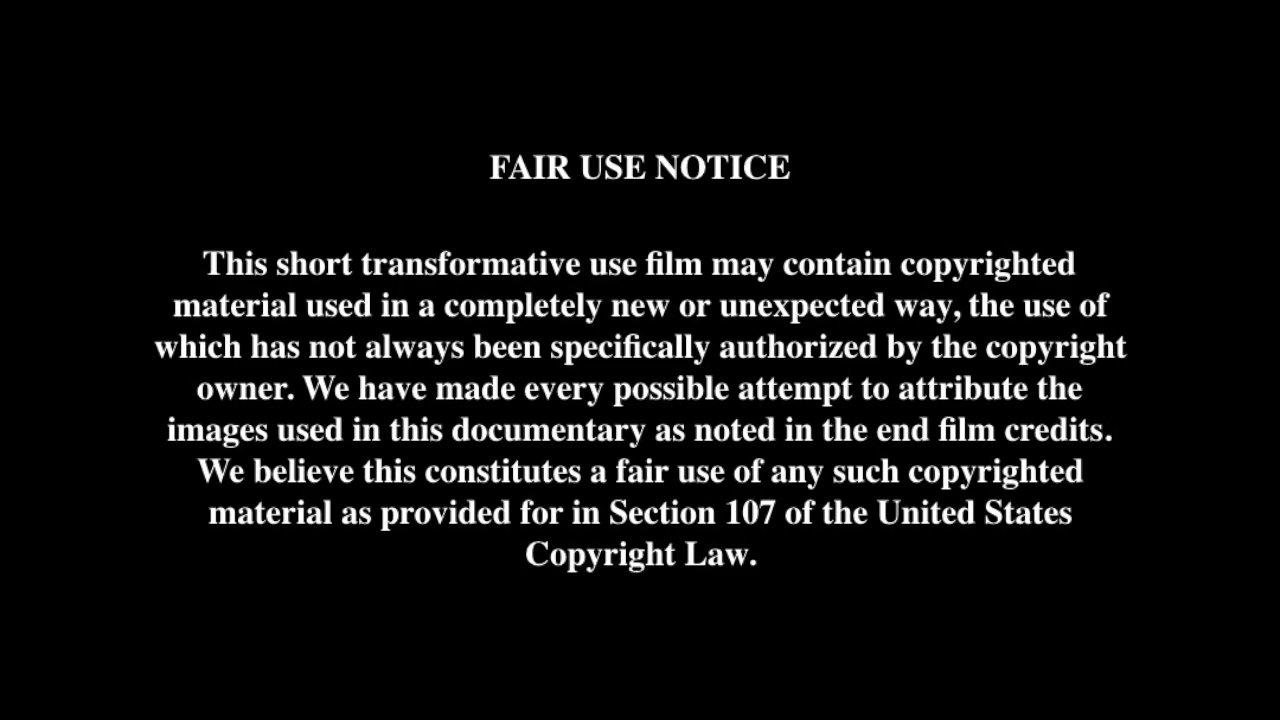 FAIR USE NOTICE
This short transformative use film may contain copyrighted
material used in a completely new or unexpected way, the use of
which has not always been specifically authorized by the copyright
owner. We have made every possible attempt to attribute the
images used in this documentary as noted in the end film credits.
We believe this constitutes a fair use of any such copyrighted
material as provided for in Section 107 of the United States
Copyright Law.